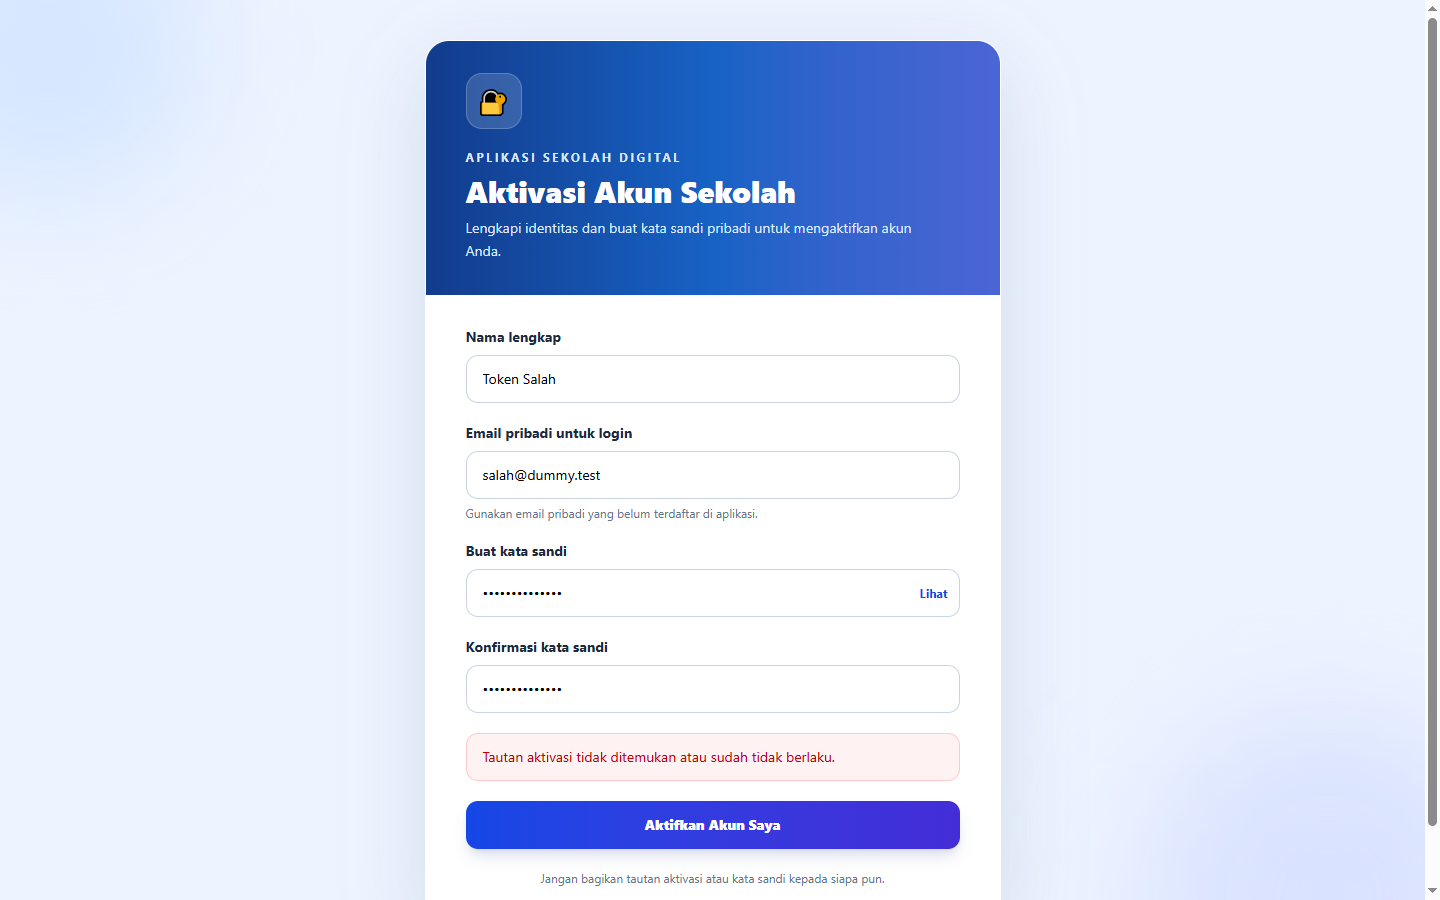 APLIKASI SEKOLAH DIGITAL
Aktivasi Akun Sekolah
Lengkapi identitas dan buat kata sandi pribadi untuk mengaktifkan akun
Anda.
Nama lengkap
Token Salah
Email pribadi untuk login
salah@dummy.test
Gunakan email pribadi yang belum terdaftar di aplikasi.
Buat kata sandi
••••••••••••••
Lihat
Konfirmasi kata sandi
••••••••••••••
Tautan aktivasi tidak ditemukan atau sudah tidak berlaku.
Aktifkan Akun Saya
Jangan bagikan tautan aktivasi atau kata sandi kepada siapa pun.